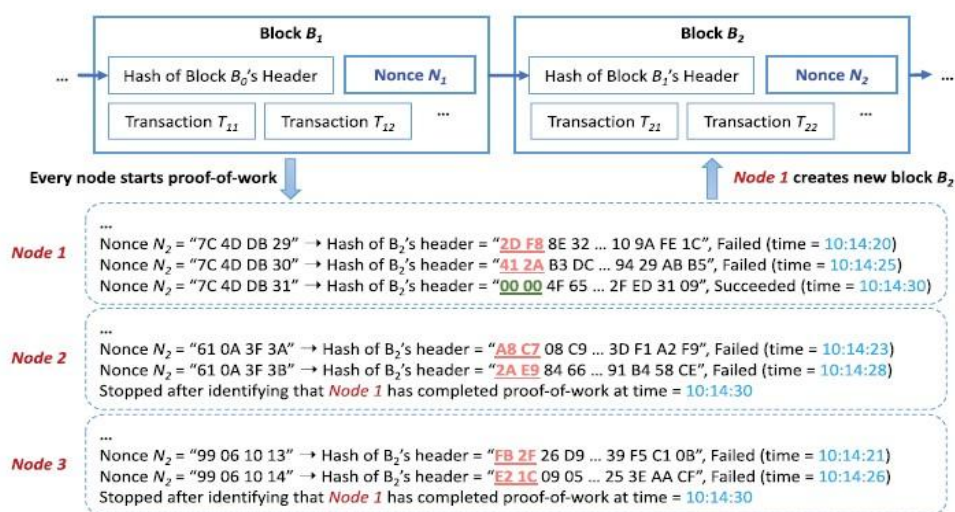 Block B₁
Block B₂
...
Hash of Block B₀'s Header
Nonce N₁
Hash of Block B₁'s Header
Nonce N₂
...
Transaction T₁₁
Transaction T₁₂
...
Transaction T₂₁
Transaction T₂₂
...
Every node starts proof-of-work
Node 1 creates new block B₂
...
Node 1
Nonce N₂ = “7C 4D DB 29” → Hash of B₂'s header = “2D F8 8E 32 ... 10 9A FE 1C”, Failed (time = 10:14:20)
Nonce N₂ = “7C 4D DB 30” → Hash of B₂'s header = “41 2A B3 DC ... 94 29 AB B5”, Failed (time = 10:14:25)
Nonce N₂ = “7C 4D DB 31” → Hash of B₂'s header = “00 00 4F 65 ... 2F ED 31 09”, Succeeded (time = 10:14:30)
...
Node 2
Nonce N₂ = “61 0A 3F 3A” → Hash of B₂'s header = “A8 C7 08 C9 ... 3D F1 A2 F9”, Failed (time = 10:14:23)
Nonce N₂ = “61 0A 3F 3B” → Hash of B₂'s header = “2A E9 84 66 ... 91 B4 58 CE”, Failed (time = 10:14:28)
Stopped after identifying that Node 1 has completed proof-of-work at time = 10:14:30
...
Node 3
Nonce N₂ = “99 06 10 13” → Hash of B₂'s header = “FB 2F 26 D9 ... 39 F5 C1 0B”, Failed (time = 10:14:21)
Nonce N₂ = “99 06 10 14” → Hash of B₂'s header = “E2 1C 09 05 ... 25 3E AA CF”, Failed (time = 10:14:26)
Stopped after identifying that Node 1 has completed proof-of-work at time = 10:14:30